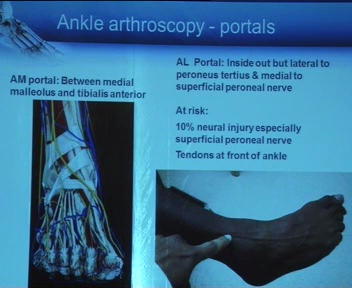 Ankle arthroscopy - portals
AM portal: Between medial
malleolus and tibialis anterior
AL Portal: Inside out but lateral to
peroneus tertius & medial to
superficial peroneal nerve
At risk:
10% neural injury especially
superficial peroneal nerve
Tendons at front of ankle